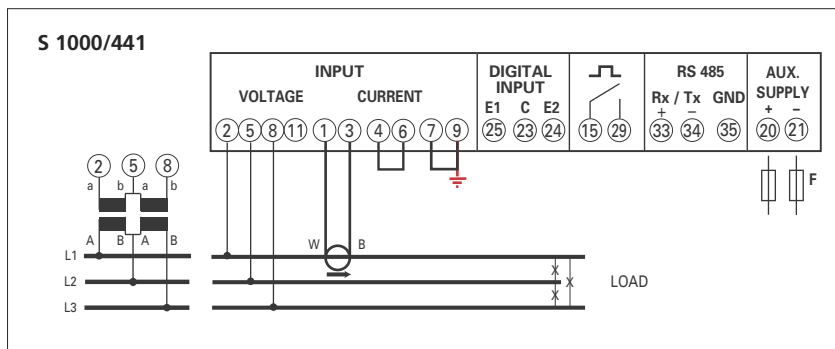 S 1000/441
INPUT
DIGITAL
INPUT
RS 485
AUX.
SUPPLY
VOLTAGE CURRENT
E1 C E2
Rx / Tx GND
+ –
+ –
2 5 8 11 1 3 4 6 7 9 25 23 24 15 29 33 34 35 20 21
2 5 8
a b a b
F
A B A B
W B
L1
L2
L3
X
X
X
LOAD